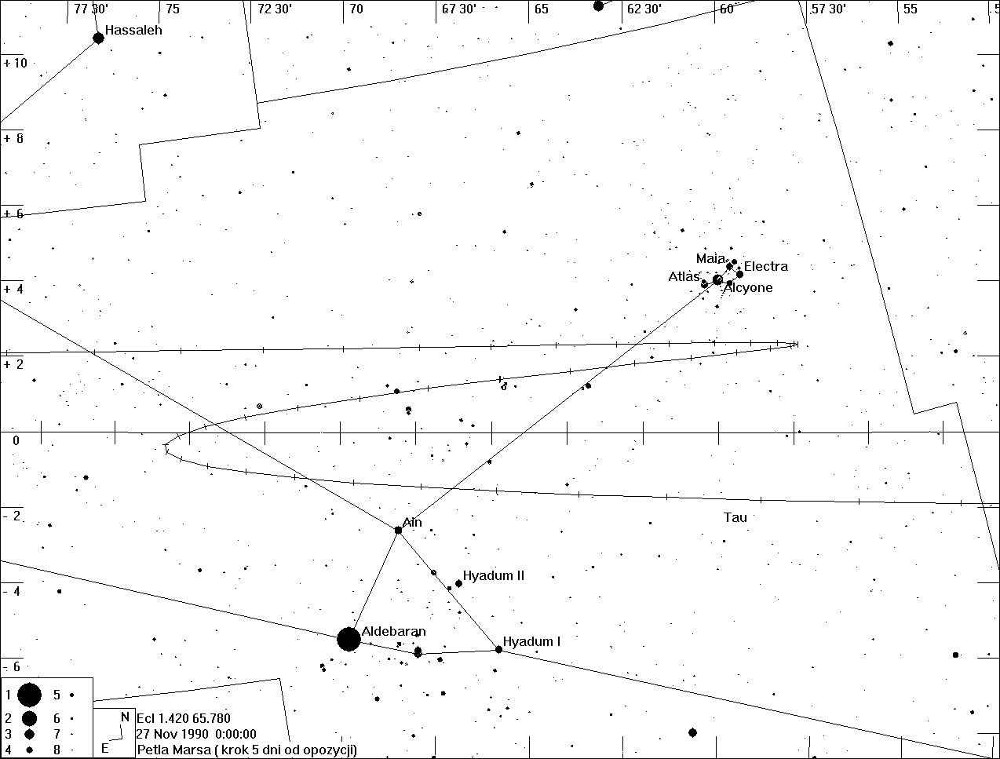 77 30' 75 72 30' 70 67 30' 65 62 30' 60 57 30' 55
Hassaleh
+ 10
+ 8
+ 6
Maia
Electra
Atlas
Alcyone
+ 4
+ 2
0
- 2
Tau
Ain
Hyadum II
- 4
Aldebaran
Hyadum I
- 6
1 5
2 6
3 7
4 8
N
E
Ecl 1.420 65.780
27 Nov 1990 0:00:00
Petla Marsa ( krok 5 dni od opozycji)